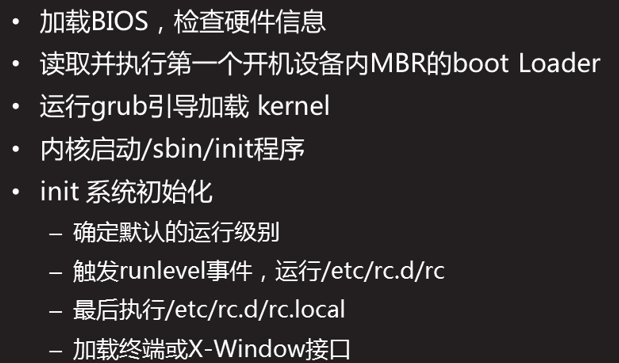 • 加载BIOS，检查硬件信息
• 读取并执行第一个开机设备内MBR的boot Loader
• 运行grub引导加载 kernel
• 内核启动/sbin/init程序
• init 系统初始化
– 确定默认的运行级别
– 触发runlevel事件，运行/etc/rc.d/rc
– 最后执行/etc/rc.d/rc.local
– 加载终端或X-Window接口